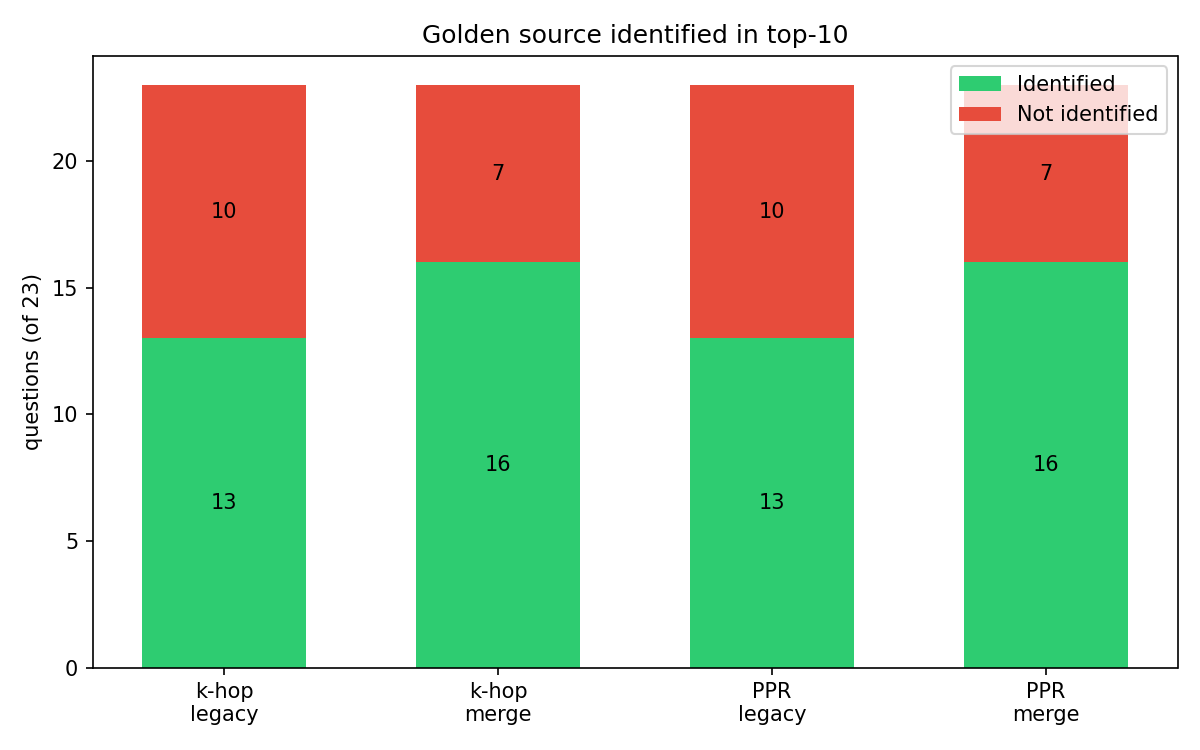 Golden source identified in top-10
Identified
Not identified
questions (of 23)
20
15
10
5
0
10
7
10
7
13
16
13
16
k-hop
legacy
k-hop
merge
PPR
legacy
PPR
merge